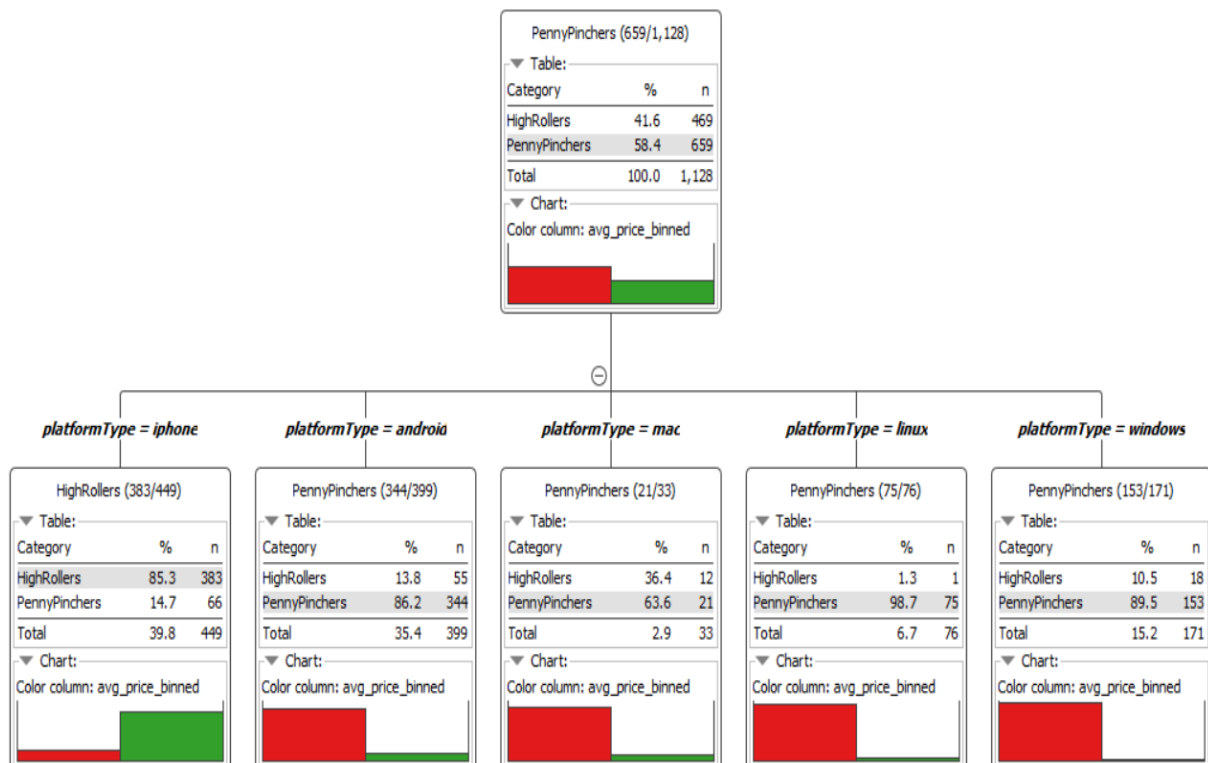 PennyPinchers (659/1,128)
Table:
Category % n
HighRollers 41.6 469
PennyPinchers 58.4 659
Total 100.0 1,128
Chart:
Color column: avg_price_binned
platformType = iphone
platformType = android
platformType = mac
platformType = linux
platformType = windows
HighRollers (383/449)
Table:
Category % n
HighRollers 85.3 383
PennyPinchers 14.7 66
Total 39.8 449
Chart:
Color column: avg_price_binned
PennyPinchers (344/399)
Table:
Category % n
HighRollers 13.8 55
PennyPinchers 86.2 344
Total 35.4 399
Chart:
Color column: avg_price_binned
PennyPinchers (21/33)
Table:
Category % n
HighRollers 36.4 12
PennyPinchers 63.6 21
Total 2.9 33
Chart:
Color column: avg_price_binned
PennyPinchers (75/76)
Table:
Category % n
HighRollers 1.3 1
PennyPinchers 98.7 75
Total 6.7 76
Chart:
Color column: avg_price_binned
PennyPinchers (153/171)
Table:
Category % n
HighRollers 10.5 18
PennyPinchers 89.5 153
Total 15.2 171
Chart:
Color column: avg_price_binned